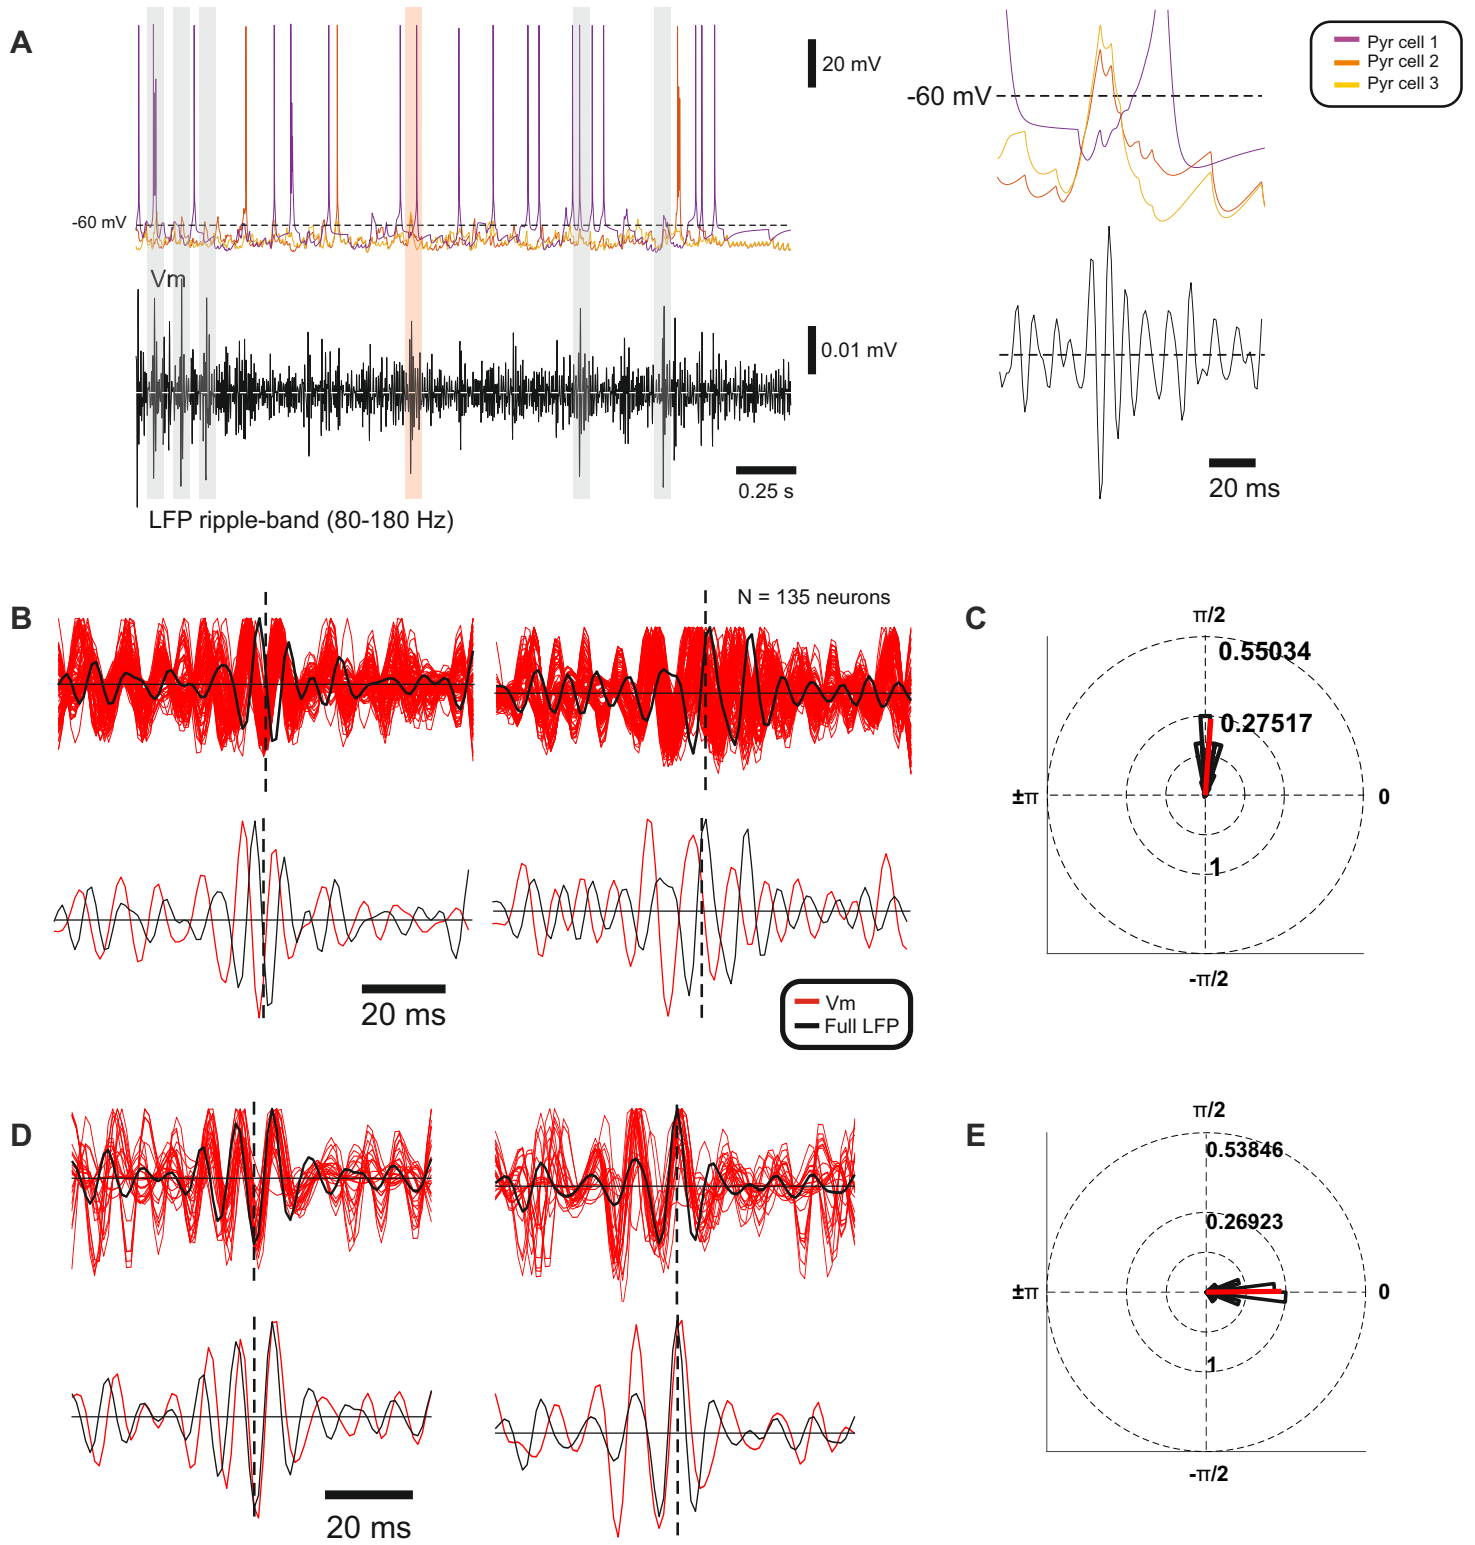 A
20 mV
-60 mV
Pyr cell 1
Pyr cell 2
Pyr cell 3
-60 mV
Vm
0.01 mV
0.25 s
20 ms
LFP ripple-band (80-180 Hz)
B
N = 135 neurons
C
π/2
0.55034
0.27517
±π
0
1
-π/2
20 ms
Vm
Full LFP
D
E
π/2
0.53846
0.26923
±π
0
1
-π/2
20 ms